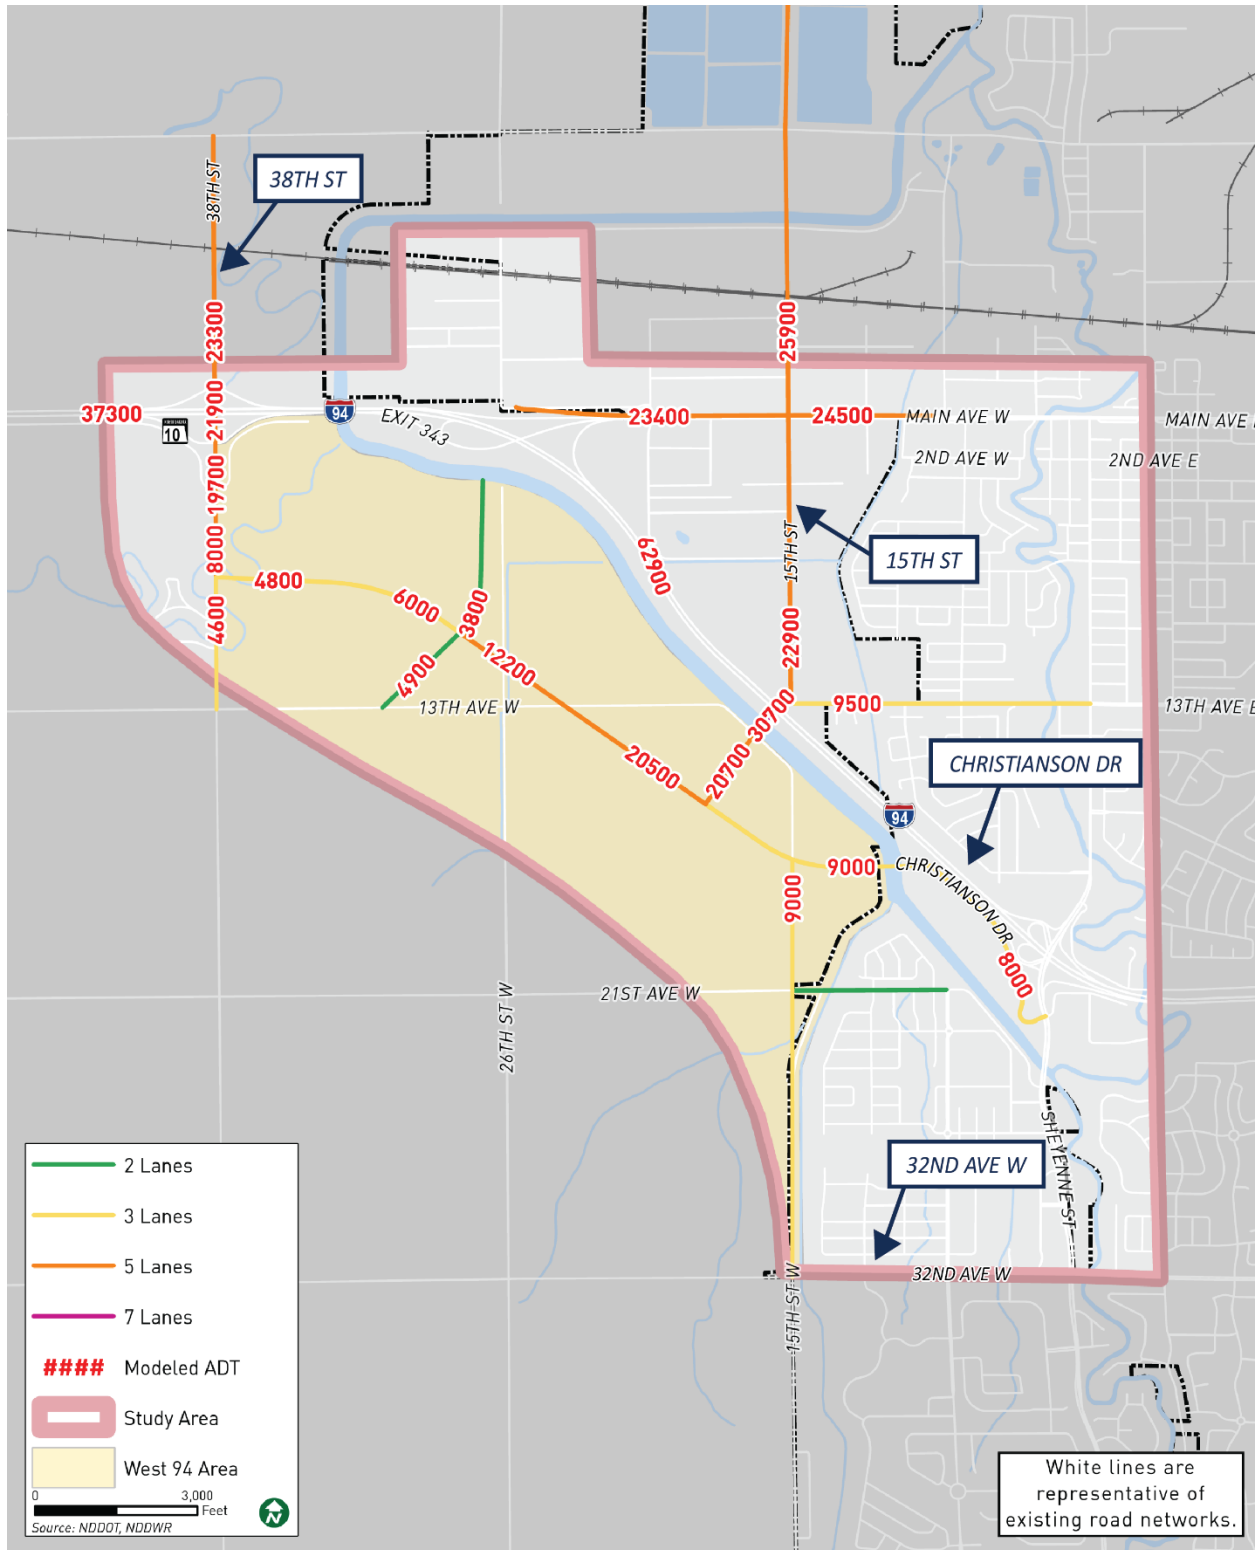 38TH ST
38TH ST
23300
25900
37300
NORTH DAKOTA
10
21900
94
EXIT 343
23400
24500
MAIN AVE W
MAIN AVE E
2ND AVE W
2ND AVE E
19700
8000
15TH ST
15TH ST
62900
4800
6000
3800
4600
4900
12200
22900
13TH AVE W
30700
9500
13TH AVE E
20500
20700
CHRISTIANSON DR
94
9000
CHRISTIANSON DR
9000
8000
21ST AVE W
26TH ST W
SHEYENNE ST
32ND AVE W
32ND AVE W
15TH ST W
2 Lanes
3 Lanes
5 Lanes
7 Lanes
#### Modeled ADT
Study Area
West 94 Area
0 3,000
Feet
N
Source: NDDOT, NDDWR
White lines are
representative of
existing road networks.